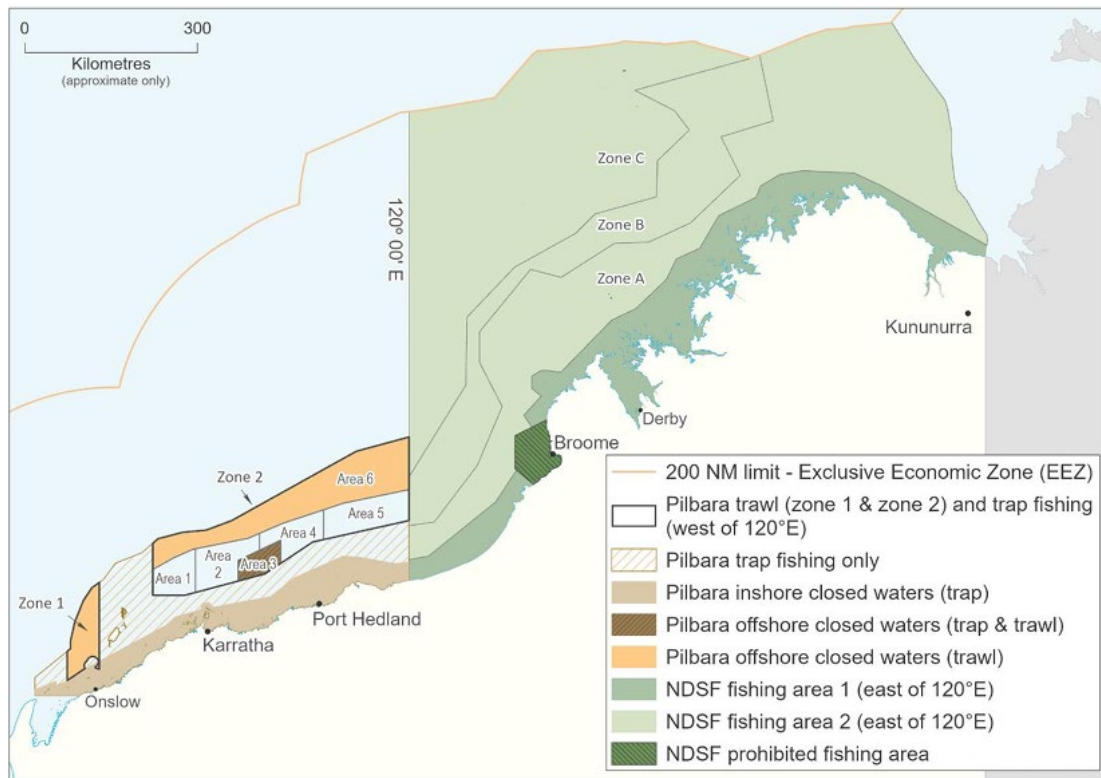 0 300
Kilometres
(approximate only)
Zone C
120° 00' E
Zone B
Zone A
Kununurra
Derby
Broome
Zone 2
Area 6
Area 5
Area 4
Area 3
Area
2
Area 1
Zone 1
Port Hedland
Karratha
Onslow
200 NM limit - Exclusive Economic Zone (EEZ)
Pilbara trawl (zone 1 & zone 2) and trap fishing
(west of 120°E)
Pilbara trap fishing only
Pilbara inshore closed waters (trap)
Pilbara offshore closed waters (trap & trawl)
Pilbara offshore closed waters (trawl)
NDSF fishing area 1 (east of 120°E)
NDSF fishing area 2 (east of 120°E)
NDSF prohibited fishing area